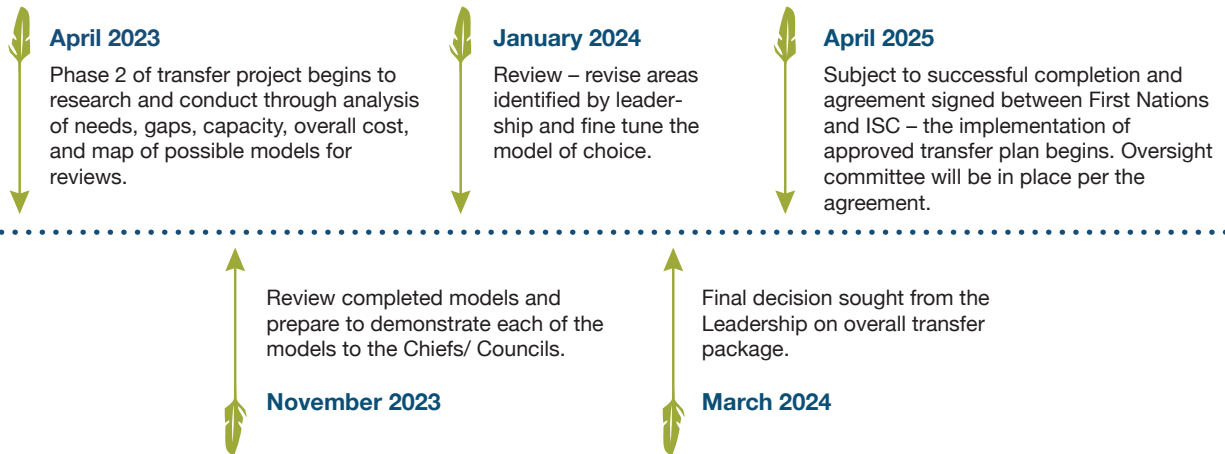 April 2023
Phase 2 of transfer project begins to
research and conduct through analysis
of needs, gaps, capacity, overall cost,
and map of possible models for
reviews.
January 2024
Review – revise areas
identified by leader-
ship and fine tune the
model of choice.
April 2025
Subject to successful completion and
agreement signed between First Nations
and ISC – the implementation of
approved transfer plan begins. Oversight
committee will be in place per the
agreement.
Review completed models and
prepare to demonstrate each of the
models to the Chiefs/ Councils.
November 2023
Final decision sought from the
Leadership on overall transfer
package.
March 2024